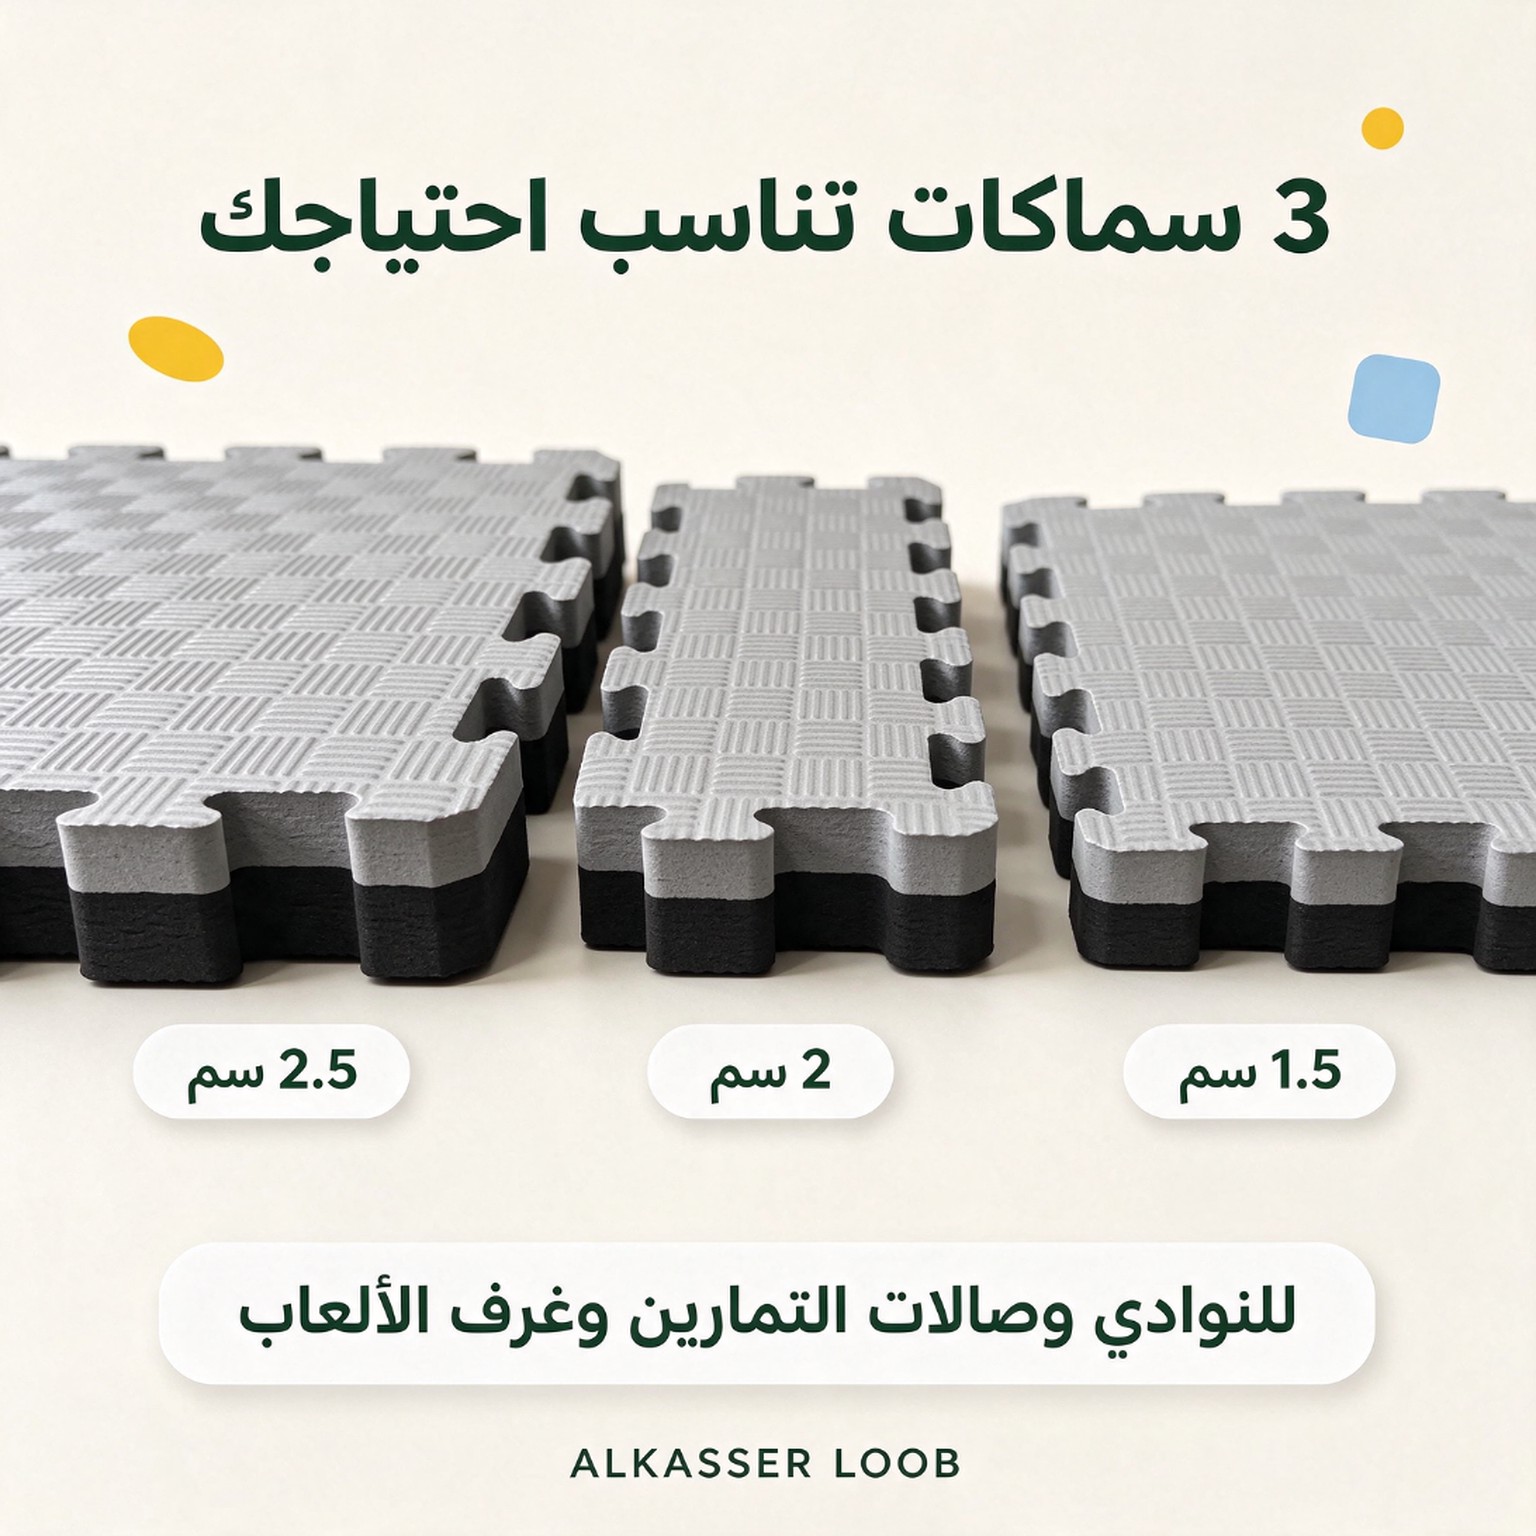 3 سماكات تناسب احتياجك
1.5 سم
2 سم
2.5 سم
للنوادي وصالات التمارين وغرف الألعاب
ALKASSER LOOB